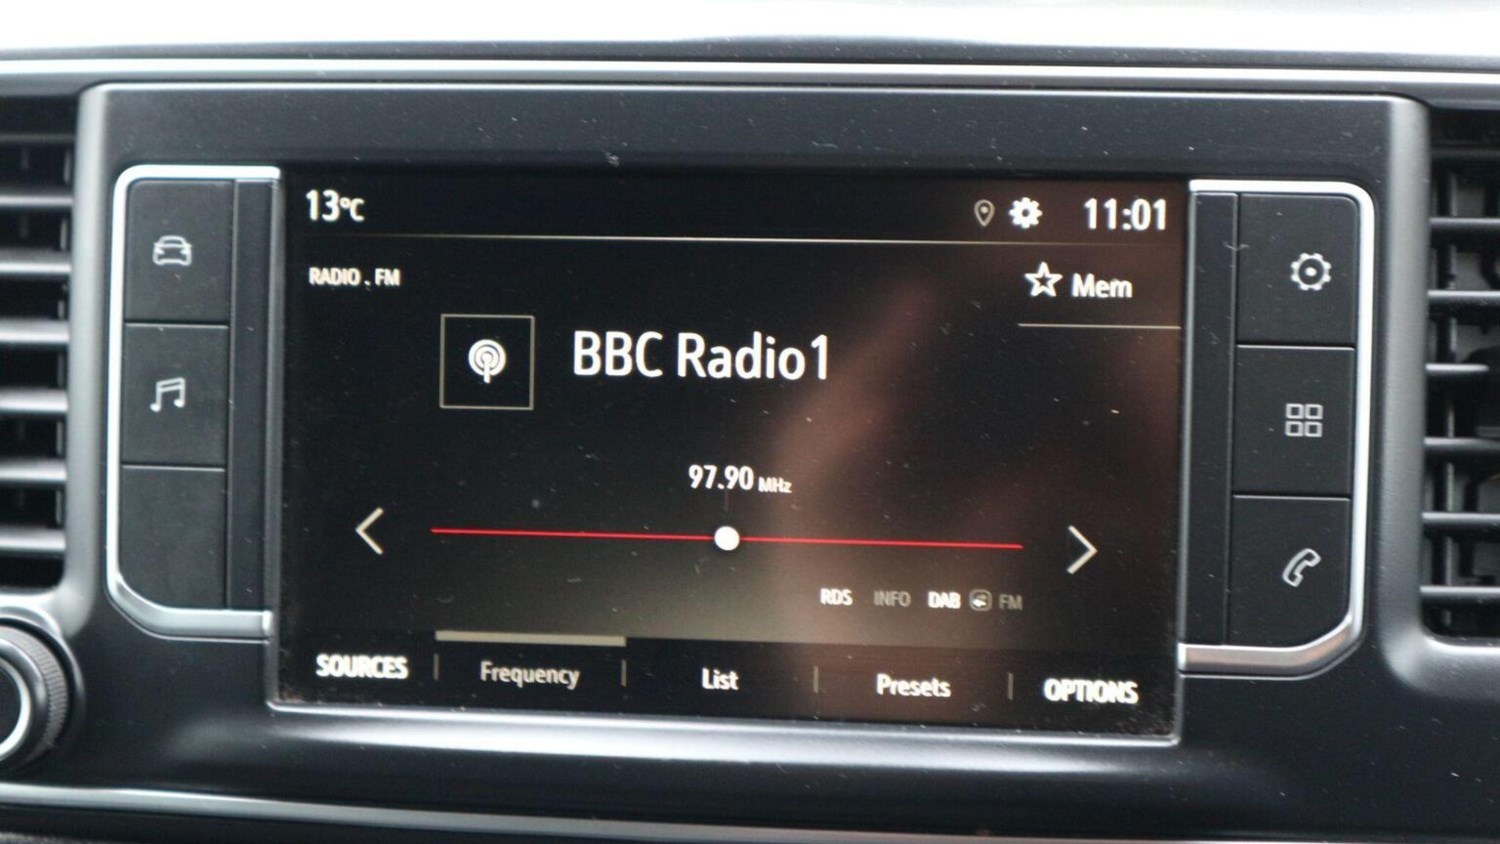 13°C 11:01
RADIO . FM
Mem
BBC Radio1
97.90 MHz
RDS INFO DAB FM
SOURCES Frequency List Presets OPTIONS